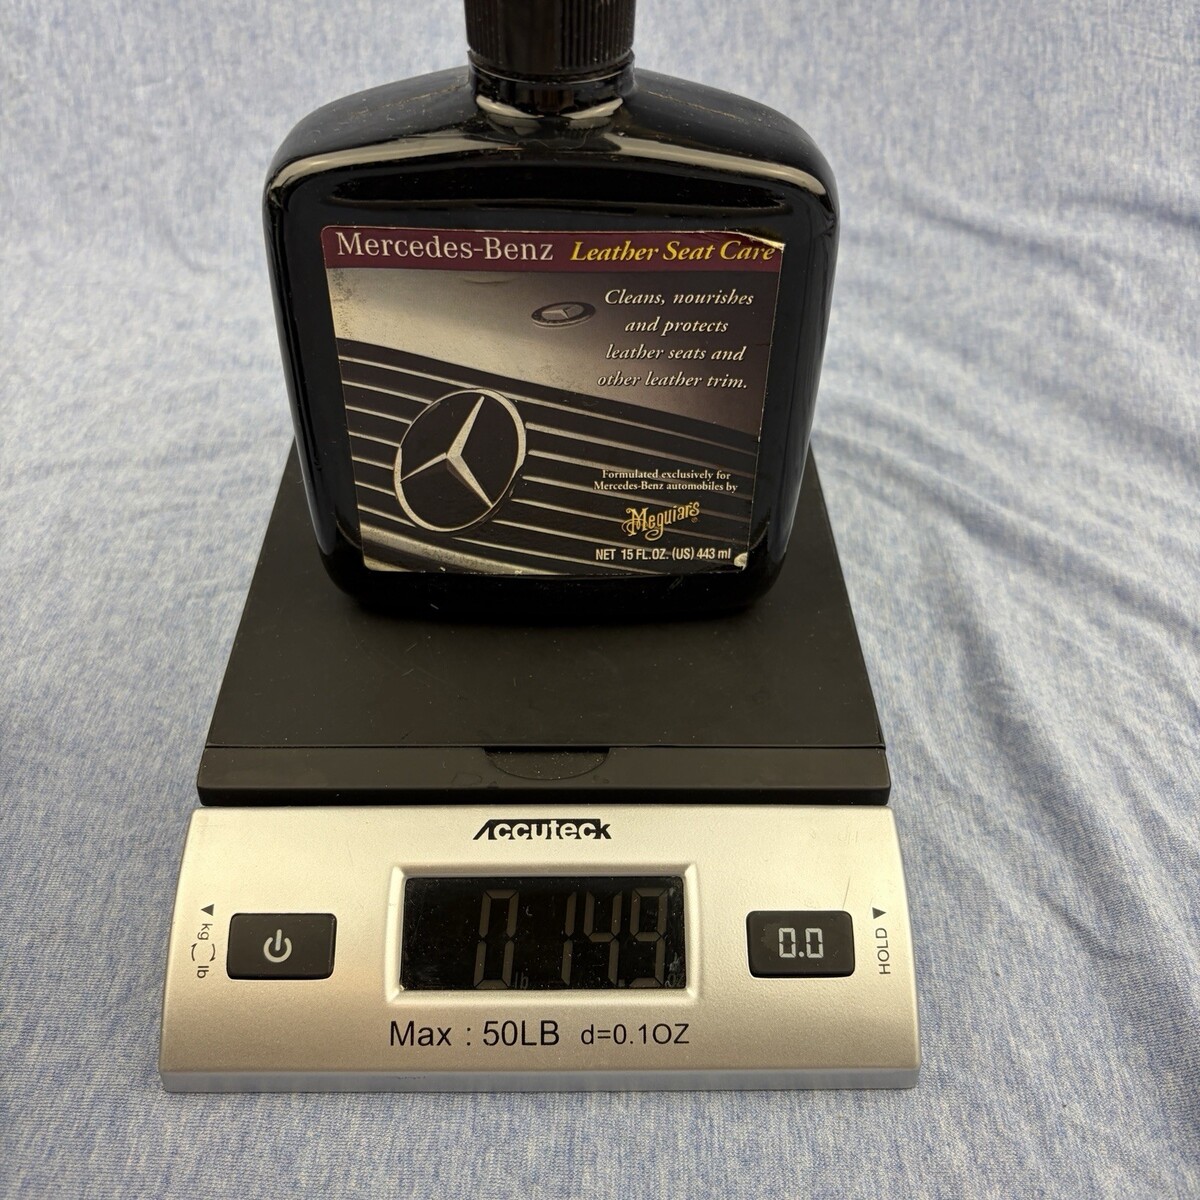 Mercedes-Benz Leather Seat Care
Cleans, nourishes
and protects
leather seats and
other leather trim.
Formulated exclusively for
Mercedes-Benz automobiles by
Meguiar's
NET 15 FL.OZ. (US) 443 ml
Accuteck
kg lb
0 lb 14.9
0.0
HOLD
Max : 50LB d=0.1OZ